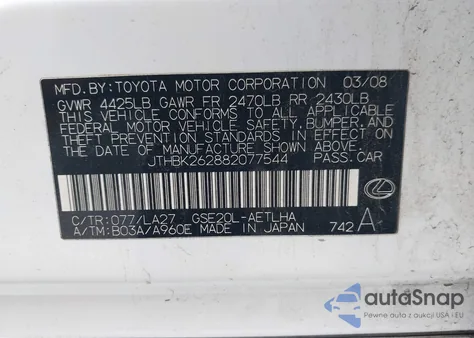 MFD.BY:TOYOTA MOTOR CORPORATION 03/08
GVWR 4425LB GAWR FR 2470LB RR 2430LB
THIS VEHICLE CONFORMS TO ALL APPLICABLE
FEDERAL MOTOR VEHICLE SAFETY, BUMPER, AND
THEFT PREVENTION STANDARDS IN EFFECT ON
THE DATE OF MANUFACTURE SHOWN ABOVE.
JTHBK262882077544 PASS.CAR
C/TR:077/LA27 GSE20L-AETLHA
A/TM:B03A/A960E MADE IN JAPAN 742 A
autoSnap
Pewne auto z aukcji USA i EU